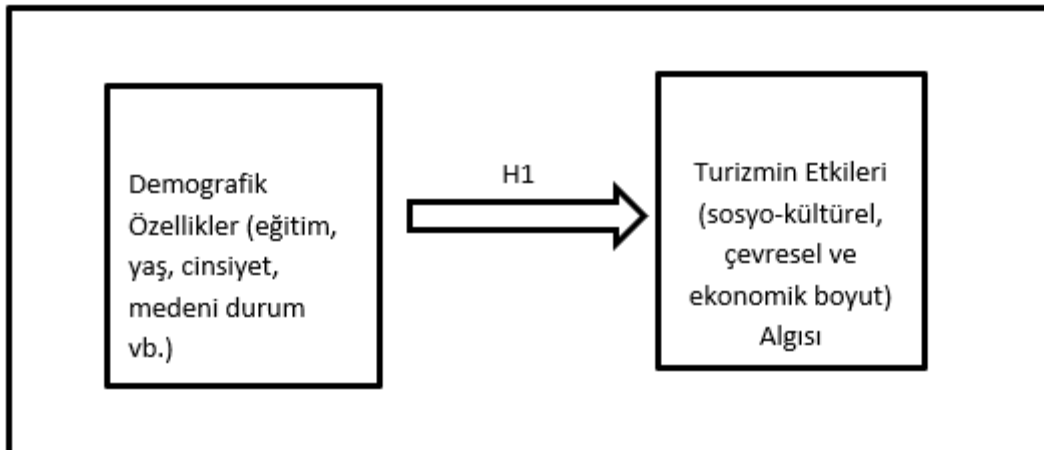 Demografik
Özellikler (eğitim,
yaş, cinsiyet,
medeni durum
vb.)
H1
Turizmin Etkileri
(sosyo-kültürel,
çevresel ve
ekonomik boyut)
Algısı